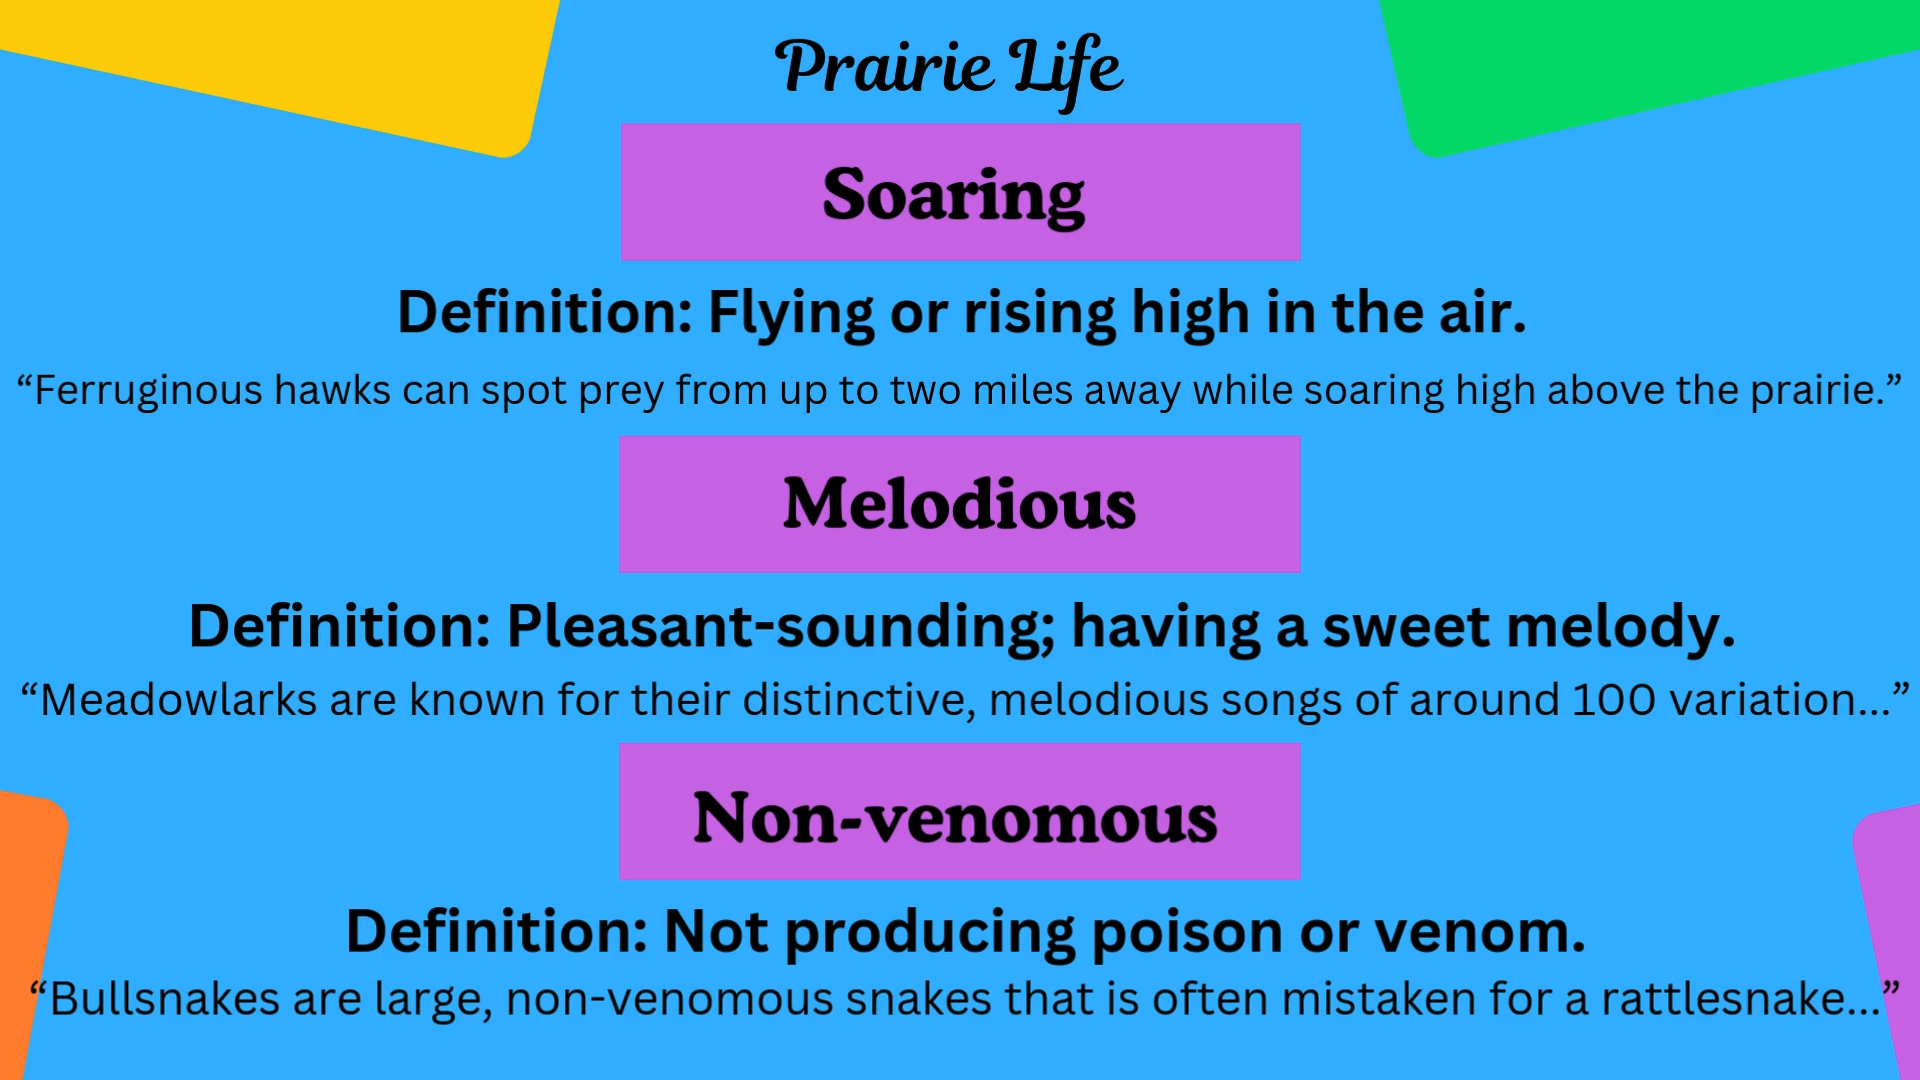 Prairie Life
Soaring
Definition: Flying or rising high in the air.
“Ferruginous hawks can spot prey from up to two miles away while soaring high above the prairie.”
Melodious
Definition: Pleasant-sounding; having a sweet melody.
“Meadowlarks are known for their distinctive, melodious songs of around 100 variation...”
Non-venomous
Definition: Not producing poison or venom.
“Bullsnakes are large, non-venomous snakes that is often mistaken for a rattlesnake...”